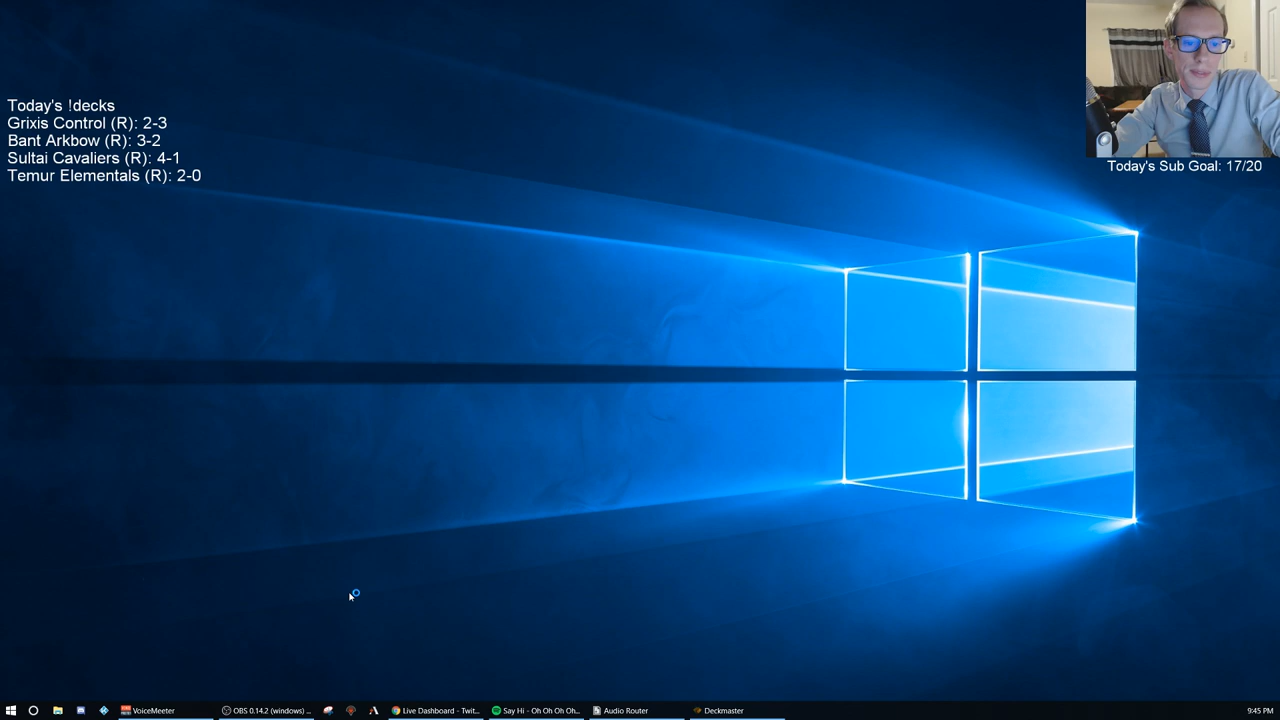 Today's !decks
Grixis Control (R): 2-3
Bant Arkbow (R): 3-2
Sultai Cavaliers (R): 4-1
Temur Elementals (R): 2-0
Today's Sub Goal: 17/20
VoiceMeeter
OBS 0.14.2 (windows) ...
Live Dashboard - Twit...
Say Hi - Oh Oh Oh Oh...
Audio Router
Deckmaster
9:45 PM